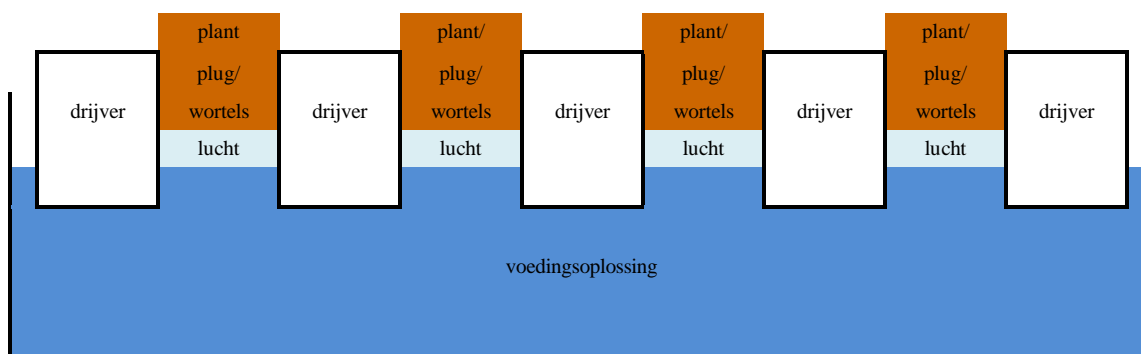 plant plant/ plant/ plant/
plug/ plug/ plug/ plug/
drijver wortels drijver wortels drijver wortels drijver wortels drijver
lucht lucht lucht lucht
voedingsoplossing